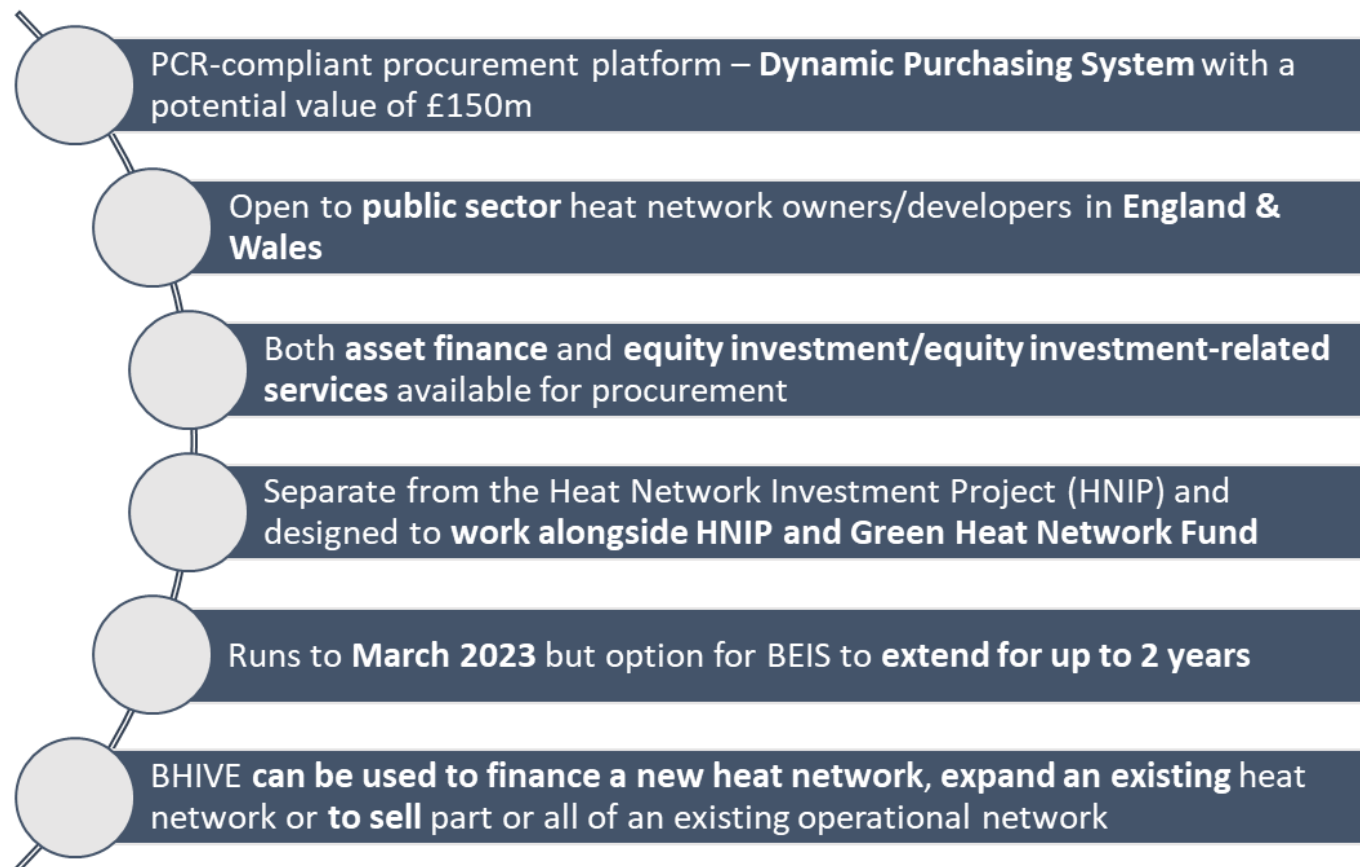 PCR-compliant procurement platform – Dynamic Purchasing System with a
potential value of £150m
Open to public sector heat network owners/developers in England &
Wales
Both asset finance and equity investment/equity investment-related
services available for procurement
Separate from the Heat Network Investment Project (HNIP) and
designed to work alongside HNIP and Green Heat Network Fund
Runs to March 2023 but option for BEIS to extend for up to 2 years
BHIVE can be used to finance a new heat network, expand an existing heat
network or to sell part or all of an existing operational network